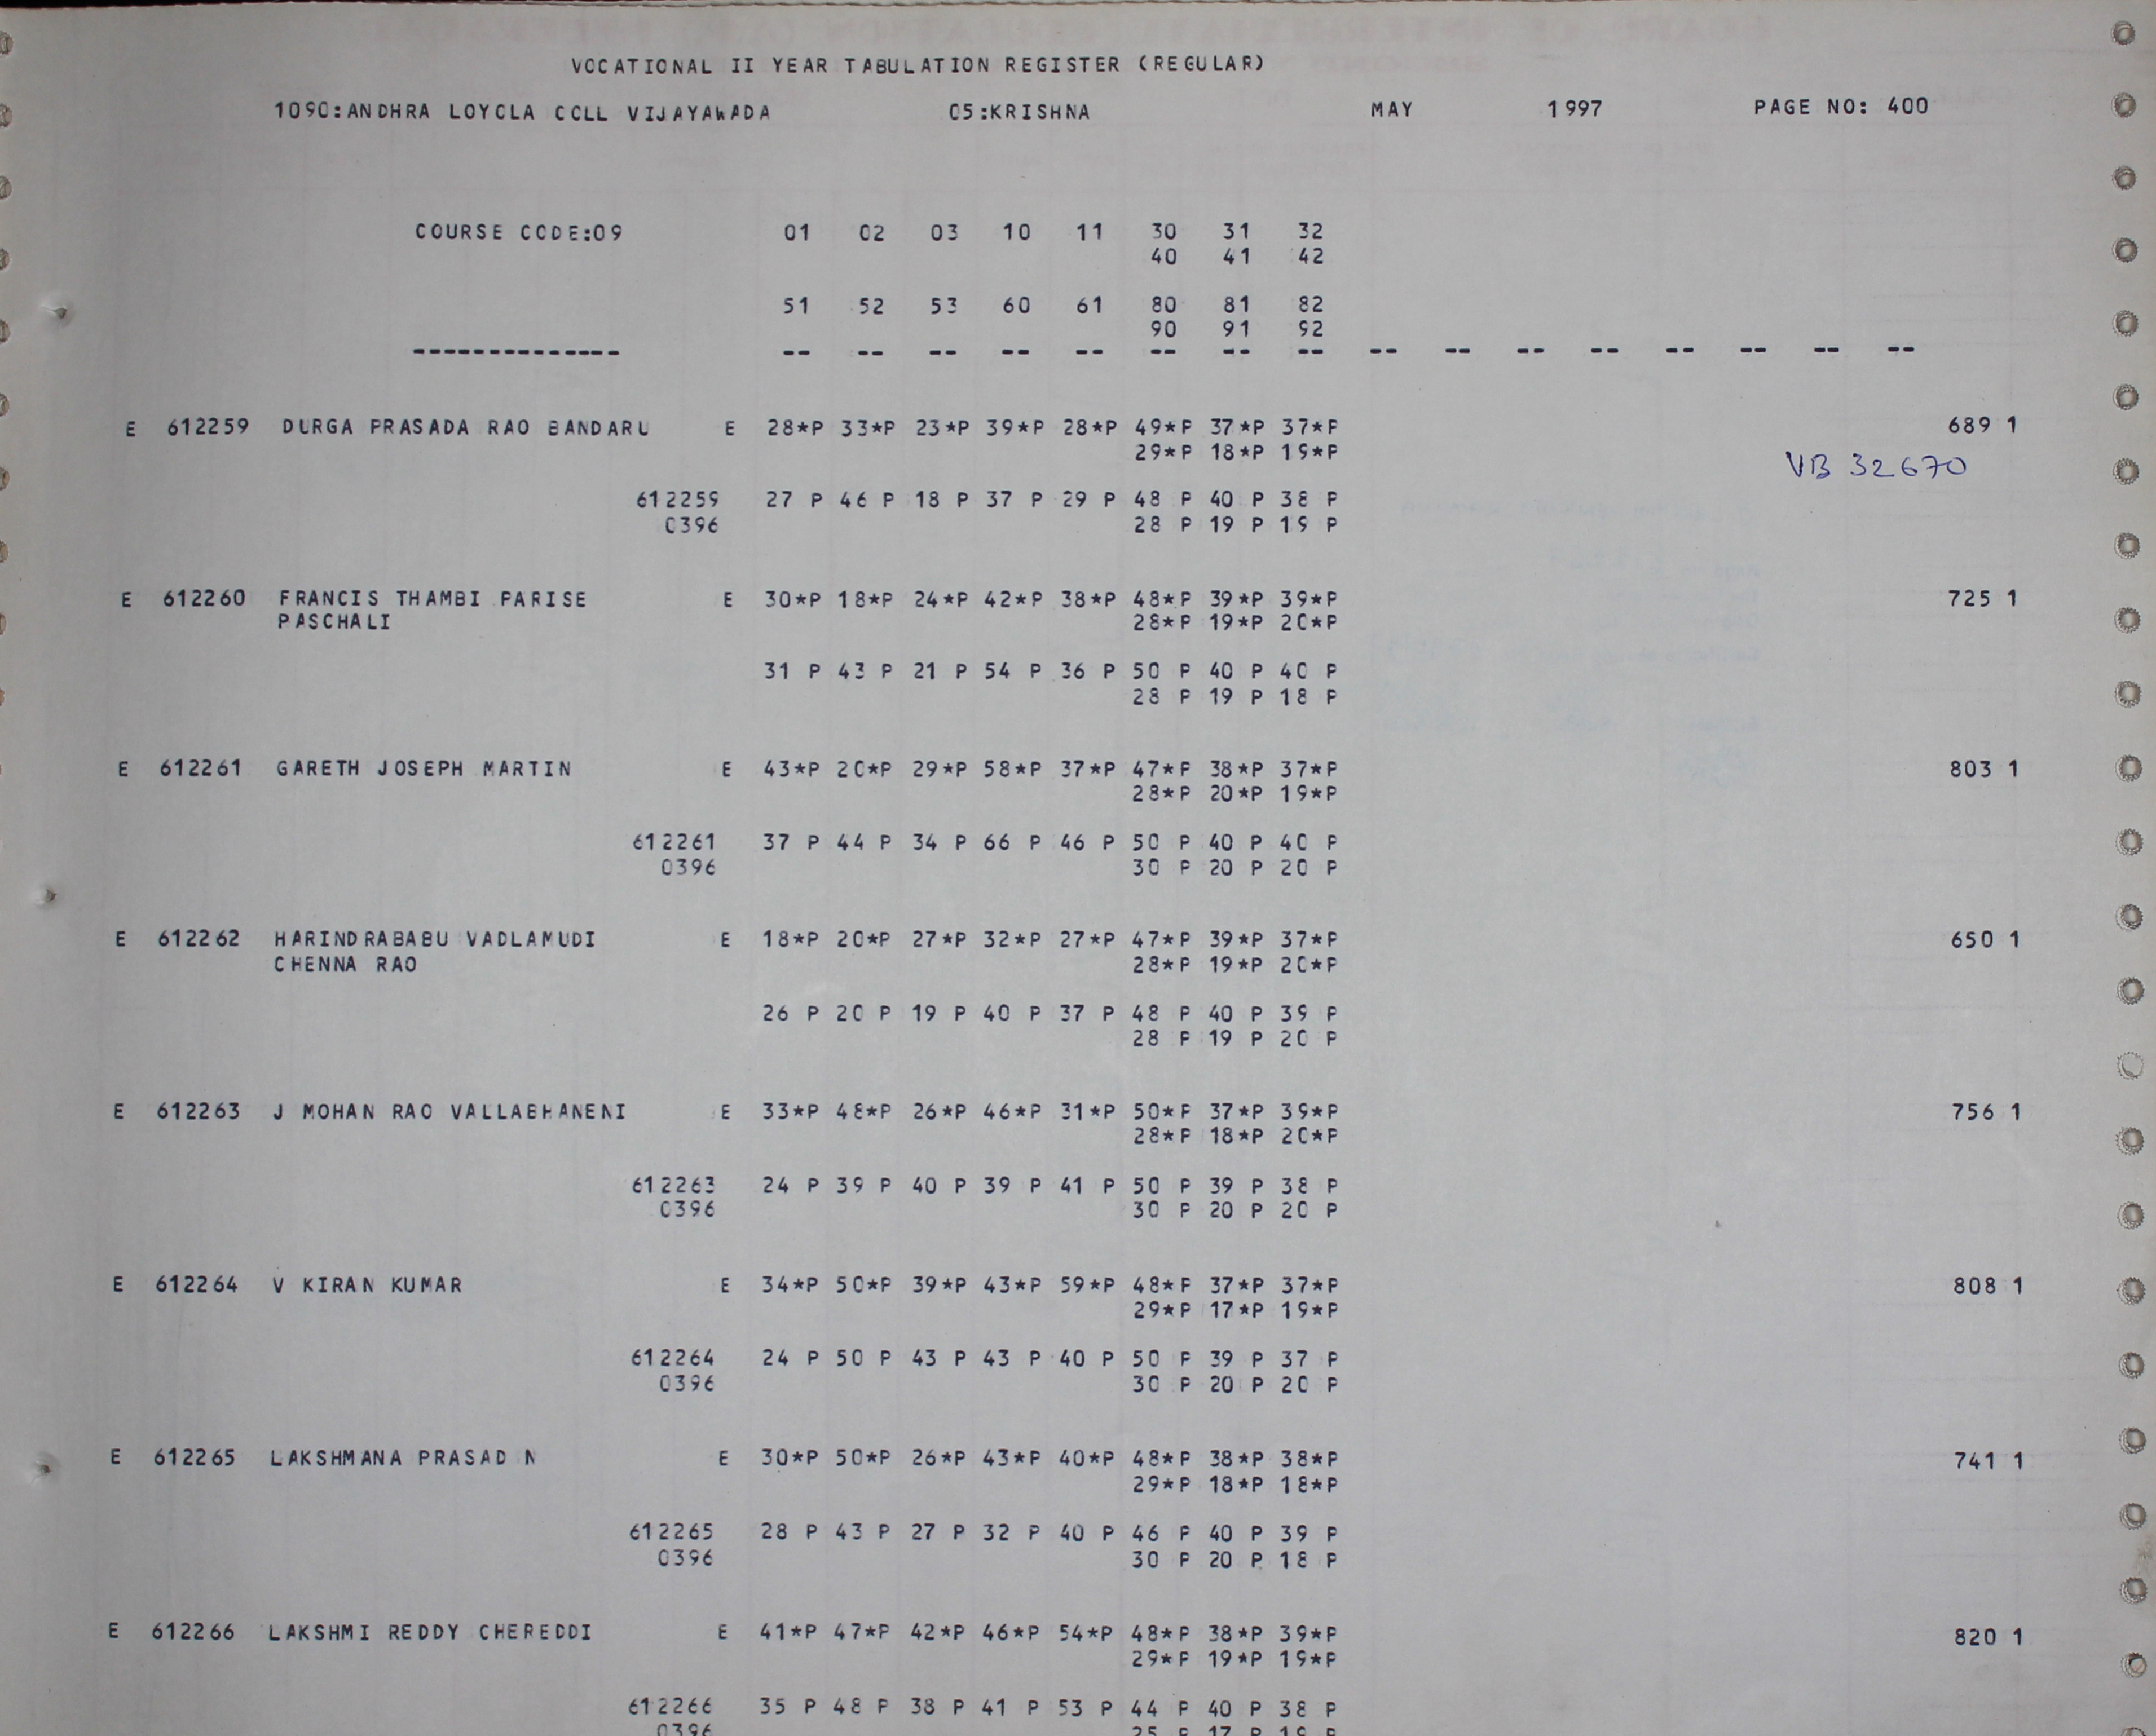 VOCATIONAL II YEAR TABULATION REGISTER (REGULAR)
1090:ANDHRA LOYOLA COLL VIJAYAWADA 05:KRISHNA MAY 1997 PAGE NO: 400
COURSE CODE:09 01 02 03 10 11 30 31 32
40 41 42
51 52 53 60 61 80 81 82
90 91 92
-------------- -- -- -- -- -- -- -- -- -- -- -- -- -- -- -- --
E 612259 DURGA PRASADA RAO BANDARU E 28*P 33*P 23*P 39*P 28*P 49*P 37*P 37*P 689 1
29*P 18*P 19*P
VB 32670
612259 27 P 46 P 18 P 37 P 29 P 48 P 40 P 38 P
0396 28 P 19 P 19 P
E 612260 FRANCIS THAMBI PARISE E 30*P 18*P 24*P 42*P 38*P 48*P 39*P 39*P 725 1
PASCHALI 28*P 19*P 20*P
31 P 43 P 21 P 54 P 36 P 50 P 40 P 40 P
28 P 19 P 18 P
E 612261 GARETH JOSEPH MARTIN E 43*P 20*P 29*P 58*P 37*P 47*P 38*P 37*P 803 1
28*P 20*P 19*P
612261 37 P 44 P 34 P 66 P 46 P 50 P 40 P 40 P
0396 30 P 20 P 20 P
E 612262 HARINDRABABU VADLAMUDI E 18*P 20*P 27*P 32*P 27*P 47*P 39*P 37*P 650 1
CHENNA RAO 28*P 19*P 20*P
26 P 20 P 19 P 40 P 37 P 48 P 40 P 39 P
28 P 19 P 20 P
E 612263 J MOHAN RAO VALLABHANENI E 33*P 48*P 26*P 46*P 31*P 50*P 37*P 39*P 756 1
28*P 18*P 20*P
612263 24 P 39 P 40 P 39 P 41 P 50 P 39 P 38 P
0396 30 P 20 P 20 P
E 612264 V KIRAN KUMAR E 34*P 50*P 39*P 43*P 59*P 48*P 37*P 37*P 808 1
29*P 17*P 19*P
612264 24 P 50 P 43 P 43 P 40 P 50 P 39 P 37 P
0396 30 P 20 P 20 P
E 612265 LAKSHMANA PRASAD N E 30*P 50*P 26*P 43*P 40*P 48*P 38*P 38*P 741 1
29*P 18*P 18*P
612265 28 P 43 P 27 P 32 P 40 P 46 P 40 P 39 P
0396 30 P 20 P 18 P
E 612266 LAKSHMI REDDY CHEREDDI E 41*P 47*P 42*P 46*P 54*P 48*P 38*P 39*P 820 1
29*P 19*P 19*P
612266 35 P 48 P 38 P 41 P 53 P 44 P 40 P 38 P
0396 25 P 17 P 19 P